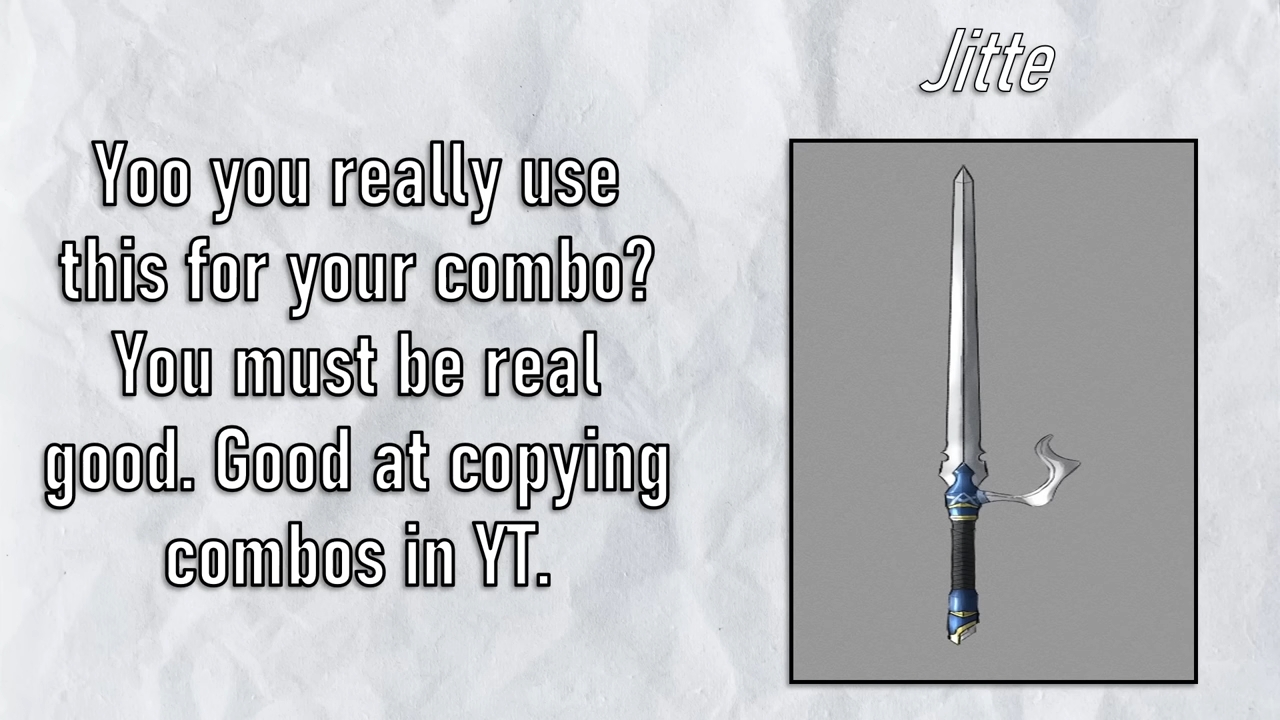 Jitte
Yoo you really use
this for your combo?
You must be real
good. Good at copying
combos in YT.